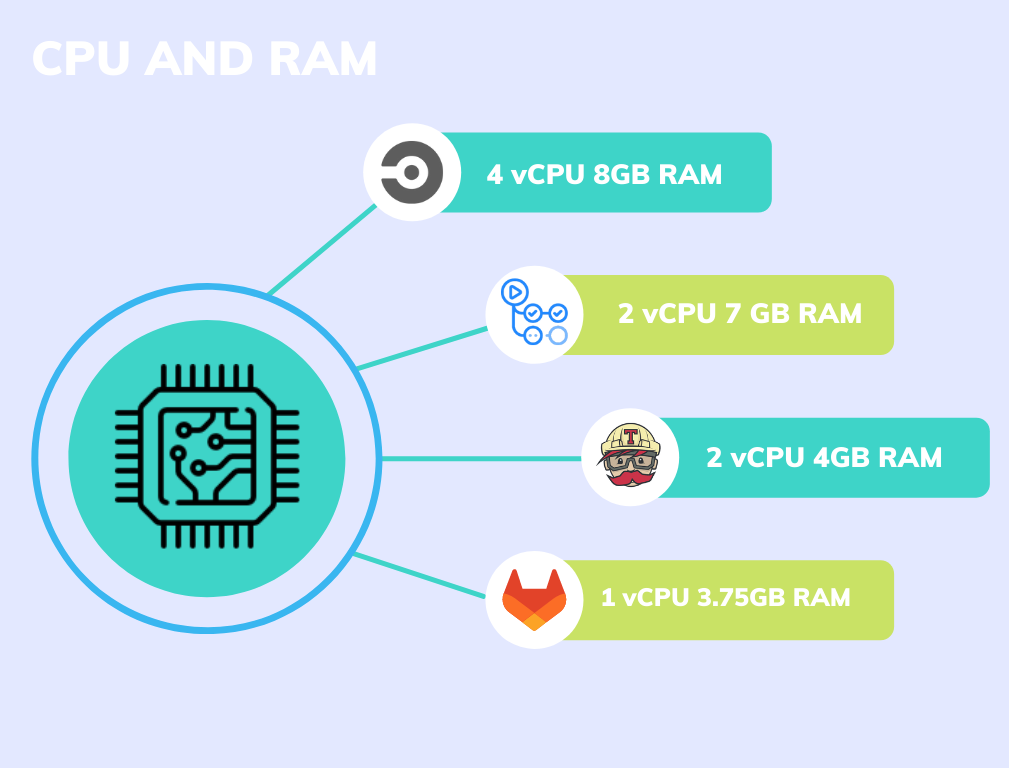 CPU AND RAM
4 vCPU 8GB RAM
2 vCPU 7 GB RAM
T
2 vCPU 4GB RAM
1 vCPU 3.75GB RAM